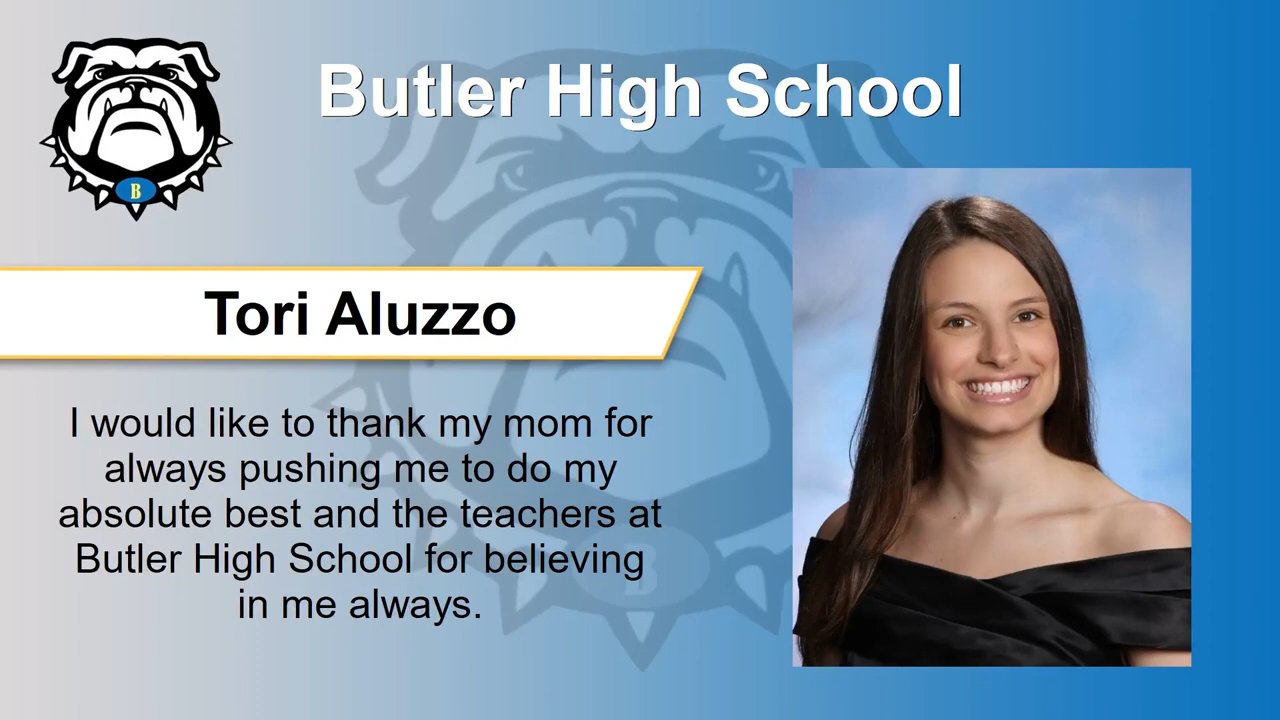 Butler High School
B
Tori Aluzzo
I would like to thank my mom for
always pushing me to do my
absolute best and the teachers at
Butler High School for believing
in me always.